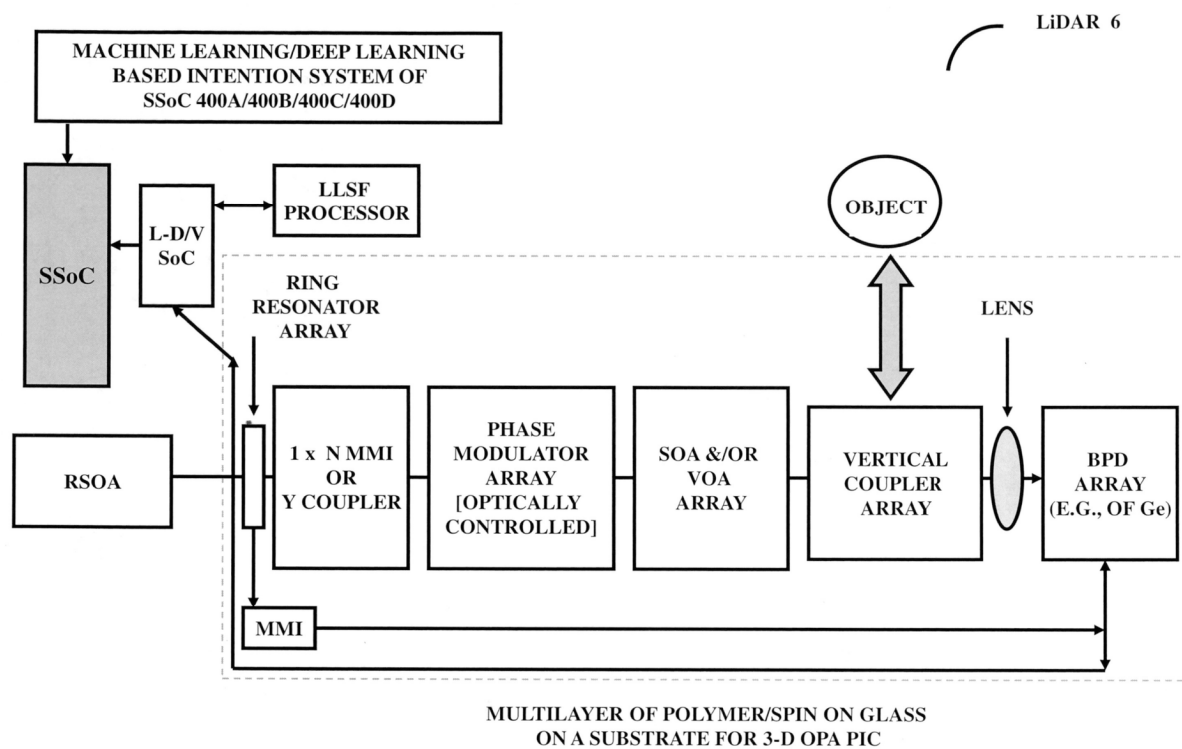 LiDAR 6
MACHINE LEARNING/DEEP LEARNING
BASED INTENTION SYSTEM OF
SSoC 400A/400B/400C/400D
LLSF
PROCESSOR
L-D/V
SoC
SSoC
OBJECT
RING
RESONATOR
ARRAY
LENS
RSOA
1 x N MMI
OR
Y COUPLER
PHASE
MODULATOR
ARRAY
[OPTICALLY
CONTROLLED]
SOA &/OR
VOA
ARRAY
VERTICAL
COUPLER
ARRAY
BPD
ARRAY
(E.G., OF Ge)
MMI
MULTILAYER OF POLYMER/SPIN ON GLASS
ON A SUBSTRATE FOR 3-D OPA PIC